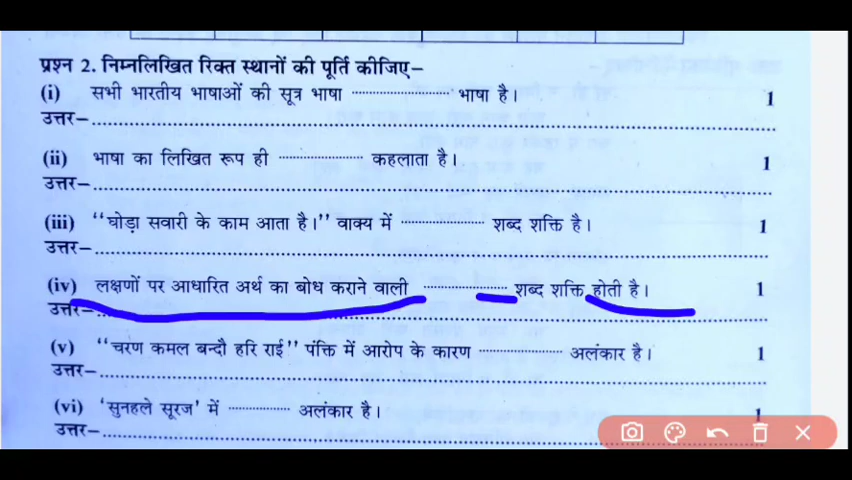 प्रश्न 2. निम्नलिखित रिक्त स्थानों की पूर्ति कीजिए–
(i) सभी भारतीय भाषाओं की सूत्र भाषा ........................ भाषा है। 1
उत्तर–........................
(ii) भाषा का लिखित रूप ही ........................ कहलाता है। 1
उत्तर–........................
(iii) “घोड़ा सवारी के काम आता है।” वाक्य में ........................ शब्द शक्ति है। 1
उत्तर–........................
(iv) लक्षणों पर आधारित अर्थ का बोध कराने वाली ........................ शब्द शक्ति होती है। 1
उत्तर–........................
(v) “चरण कमल बन्दौ हरि राई” पंक्ति में आरोप के कारण ........................ अलंकार है। 1
उत्तर–........................
(vi) ‘सुनहले सूरज’ में ........................ अलंकार है। 1
उत्तर–........................